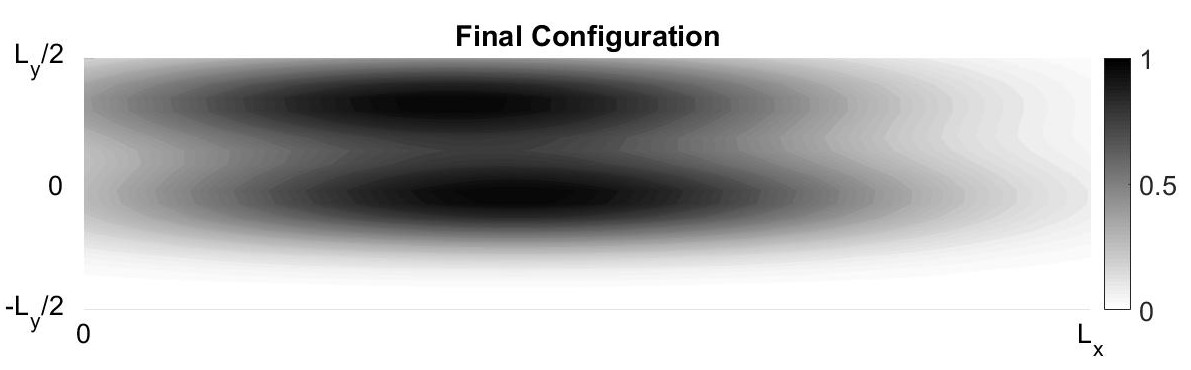 Final Configuration
L_y/2
0
-L_y/2
0
L_x
1
0.5
0